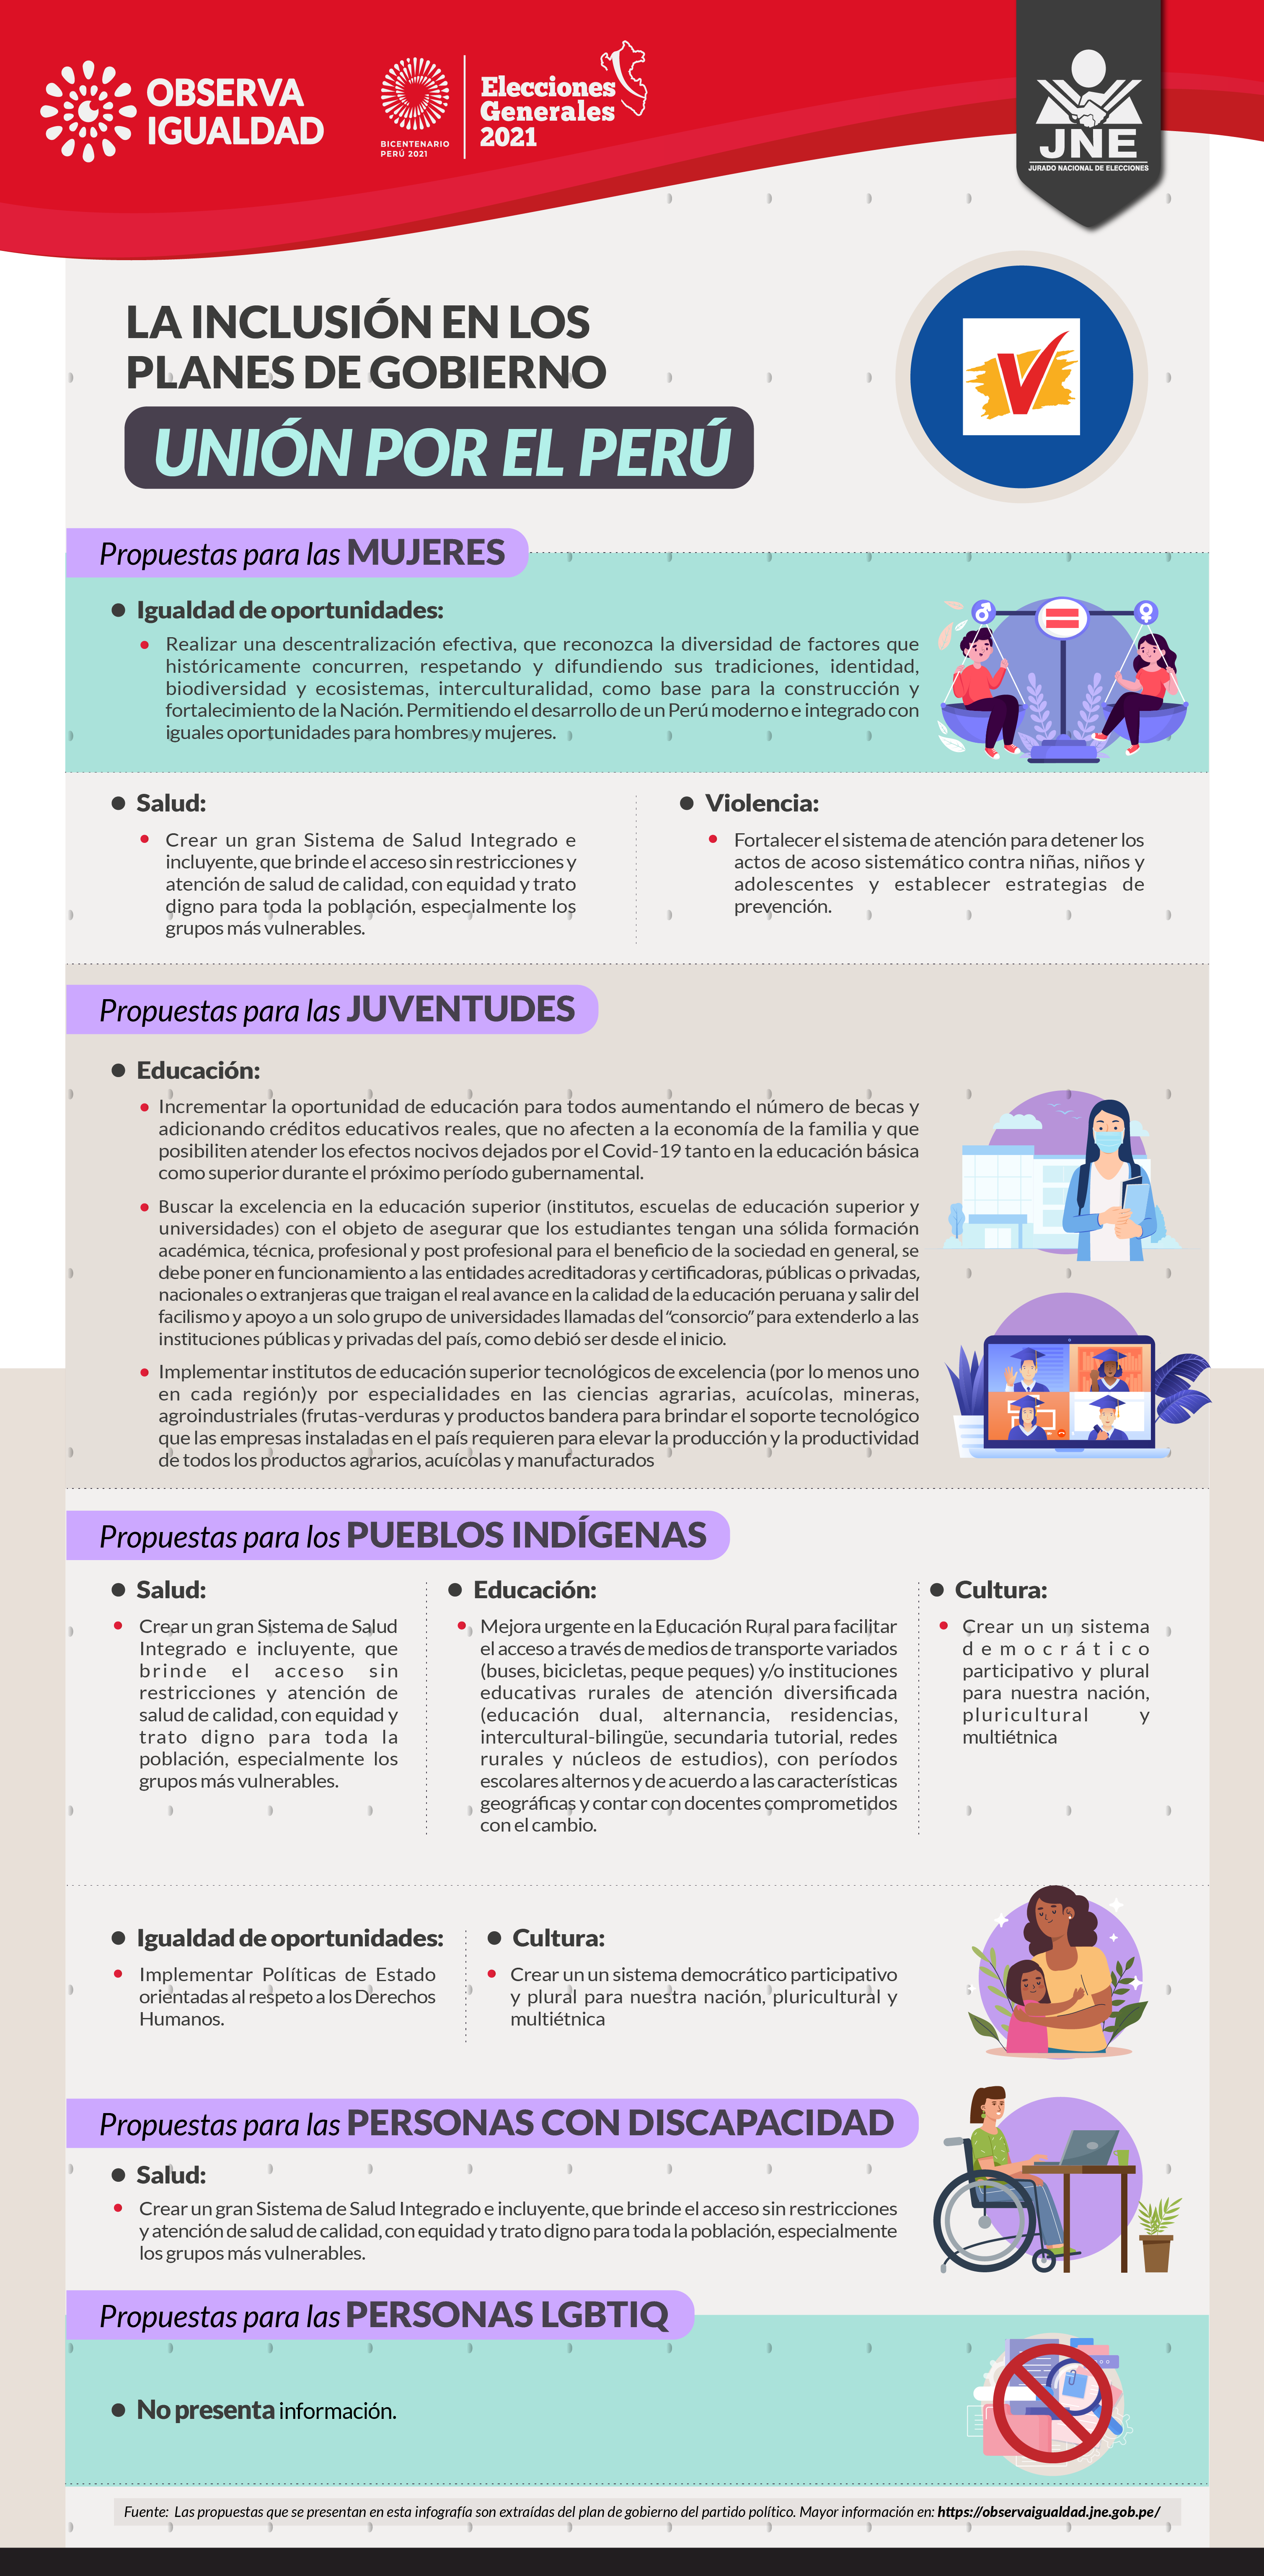 OBSERVA
IGUALDAD
BICENTENARIO
PERÚ 2021
Elecciones
Generales
2021
JNE
JURADO NACIONAL DE ELECCIONES
LA INCLUSIÓN EN LOS
PLANES DE GOBIERNO
UNIÓN POR EL PERÚ
Propuestas para las MUJERES
Igualdad de oportunidades:
Realizar una descentralización efectiva, que reconozca la diversidad de factores que
históricamente concurren, respetando y difundiendo sus tradiciones, identidad,
biodiversidad y ecosistemas, interculturalidad, como base para la construcción y
fortalecimiento de la Nación. Permitiendo el desarrollo de un Perú moderno e integrado con
iguales oportunidades para hombres y mujeres.
Salud:
Crear un gran Sistema de Salud Integrado e
incluyente, que brinde el acceso sin restricciones y
atención de salud de calidad, con equidad y trato
digno para toda la población, especialmente los
grupos más vulnerables.
Violencia:
Fortalecer el sistema de atención para detener los
actos de acoso sistemático contra niñas, niños y
adolescentes y establecer estrategias de
prevención.
Propuestas para las JUVENTUDES
Educación:
Incrementar la oportunidad de educación para todos aumentando el número de becas y
adicionando créditos educativos reales, que no afecten a la economía de la familia y que
posibiliten atender los efectos nocivos dejados por el Covid-19 tanto en la educación básica
como superior durante el próximo período gubernamental.
Buscar la excelencia en la educación superior (institutos, escuelas de educación superior y
universidades) con el objeto de asegurar que los estudiantes tengan una sólida formación
académica, técnica, profesional y post profesional para el beneficio de la sociedad en general, se
debe poner en funcionamiento a las entidades acreditadoras y certificadoras, públicas o privadas,
nacionales o extranjeras que traigan el real avance en la calidad de la educación peruana y salir del
facilismo y apoyo a un solo grupo de universidades llamadas del “consorcio” para extenderlo a las
instituciones públicas y privadas del país, como debió ser desde el inicio.
Implementar institutos de educación superior tecnológicos de excelencia (por lo menos uno
en cada región)y por especialidades en las ciencias agrarias, acuícolas, mineras,
agroindustriales (frutas-verduras y productos bandera para brindar el soporte tecnológico
que las empresas instaladas en el país requieren para elevar la producción y la productividad
de todos los productos agrarios, acuícolas y manufacturados
Propuestas para los PUEBLOS INDÍGENAS
Salud:
Crear un gran Sistema de Salud
Integrado e incluyente, que
brinde el acceso sin
restricciones y atención de
salud de calidad, con equidad y
trato digno para toda la
población, especialmente los
grupos más vulnerables.
Educación:
Mejora urgente en la Educación Rural para facilitar
el acceso a través de medios de transporte variados
(buses, bicicletas, peque peques) y/o instituciones
educativas rurales de atención diversificada
(educación dual, alternancia, residencias,
intercultural-bilingüe, secundaria tutorial, redes
rurales y núcleos de estudios), con períodos
escolares alternos y de acuerdo a las características
geográficas y contar con docentes comprometidos
con el cambio.
Cultura:
Crear un un sistema
democrático
participativo y plural
para nuestra nación,
pluricultural y
multiétnica
Igualdad de oportunidades:
Implementar Políticas de Estado
orientadas al respeto a los Derecho
Humanos.
Cultura:
Crear un un sistema democrático participativo
y plural para nuestra nación, pluricultural y
multiétnica
Propuestas para las PERSONAS CON DISCAPACIDAD
Salud:
Crear un gran Sistema de Salud Integrado e incluyente, que brinde el acceso sin restricciones
y atención de salud de calidad, con equidad y trato digno para toda la población, especialmente
los grupos más vulnerables.
Propuestas para las PERSONAS LGBTIQ
No presenta información.
Fuente: Las propuestas que se presentan en esta infografía son extraídas del plan de gobierno del partido político. Mayor información en: https://observaigualdad.jne.gob.pe/